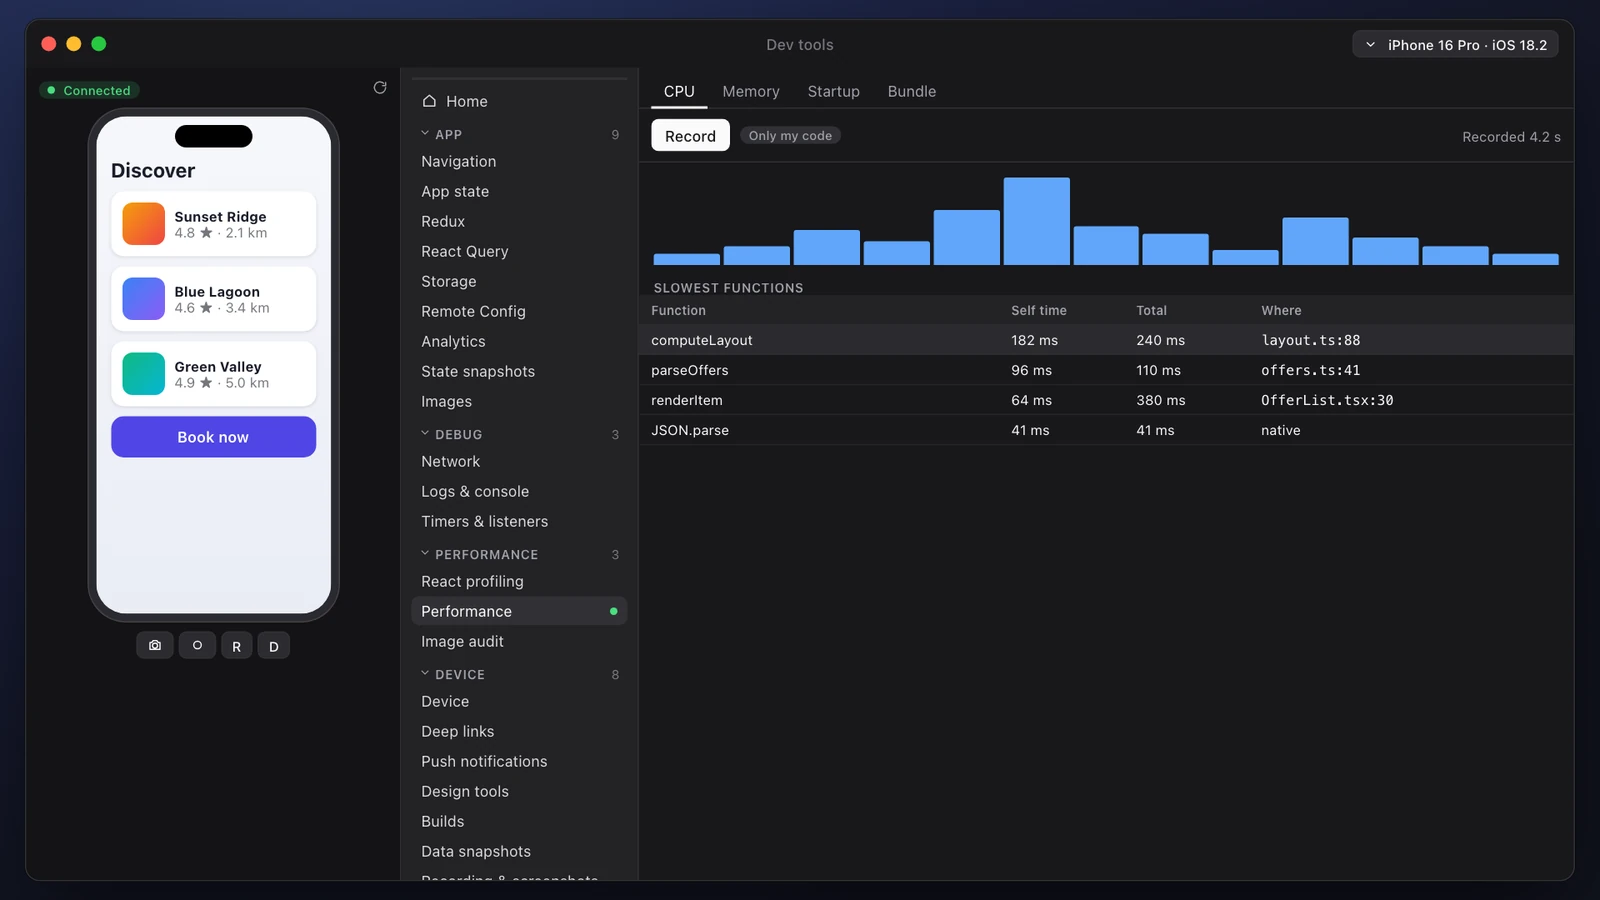 Dev tools
iPhone 16 Pro · iOS 18.2
Connected
Discover
Sunset Ridge
4.8 ★ · 2.1 km
Blue Lagoon
4.6 ★ · 3.4 km
Green Valley
4.9 ★ · 5.0 km
Book now
R
D
Home
APP 9
Navigation
App state
Redux
React Query
Storage
Remote Config
Analytics
State snapshots
Images
DEBUG 3
Network
Logs & console
Timers & listeners
PERFORMANCE 3
React profiling
Performance
Image audit
DEVICE 8
Device
Deep links
Push notifications
Design tools
Builds
Data snapshots
Recording & screenshots
CPU Memory Startup Bundle
Record Only my code Recorded 4.2 s
SLOWEST FUNCTIONS
Function Self time Total Where
computeLayout 182 ms 240 ms layout.ts:88
parseOffers 96 ms 110 ms offers.ts:41
renderItem 64 ms 380 ms OfferList.tsx:30
JSON.parse 41 ms 41 ms native